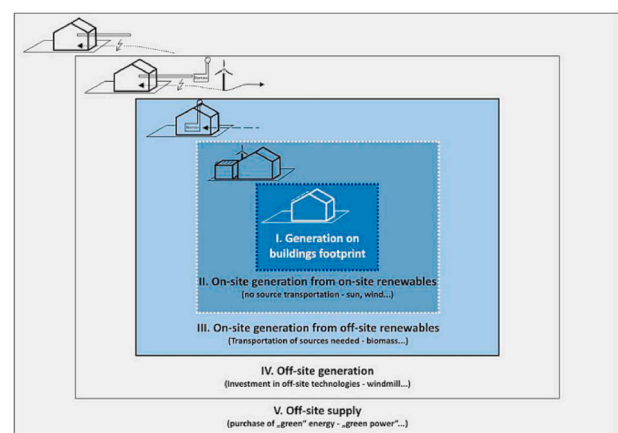 I. Generation on
buildings footprint
II. On-site generation from on-site renewables
(no source transportation - sun, wind...)
III. On-site generation from off-site renewables
(Transportation of sources needed - biomass...)
IV. Off-site generation
(Investment in off-site technologies - windmill...)
V. Off-site supply
(purchase of „green“ energy - „green power“...)